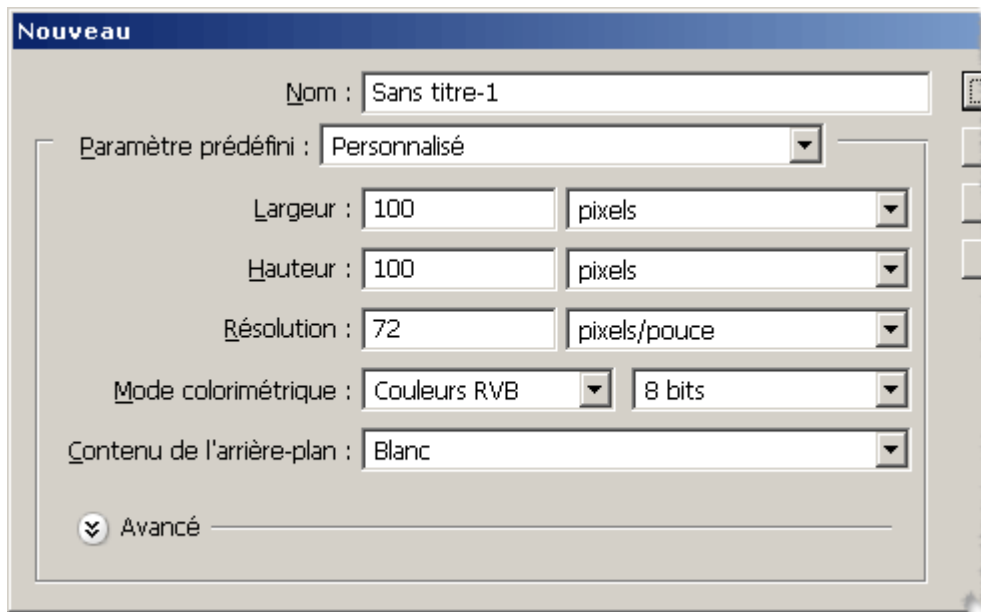 Nouveau
Nom : Sans titre-1
Paramètre prédéfini : Personnalisé
Largeur : 100 pixels
Hauteur : 100 pixels
Résolution : 72 pixels/pouce
Mode colorimétrique : Couleurs RVB 8 bits
Contenu de l'arrière-plan : Blanc
Avancé